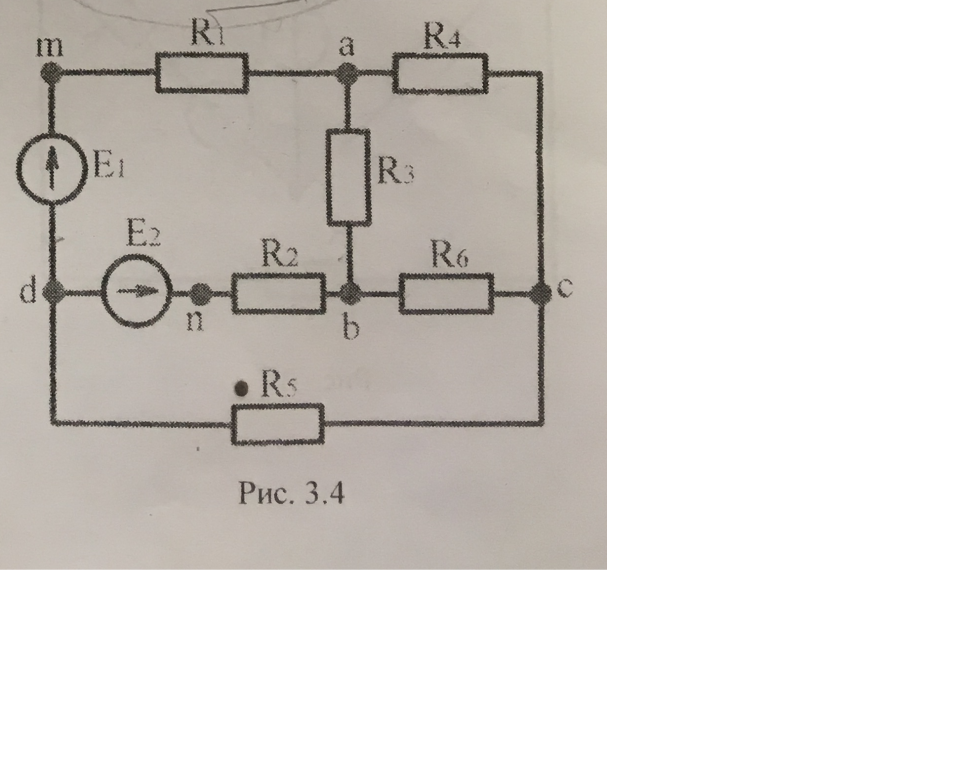 m R1 a R4
E1 R3
E2 R2 R6
d n b c
R5
Рис. 3.4